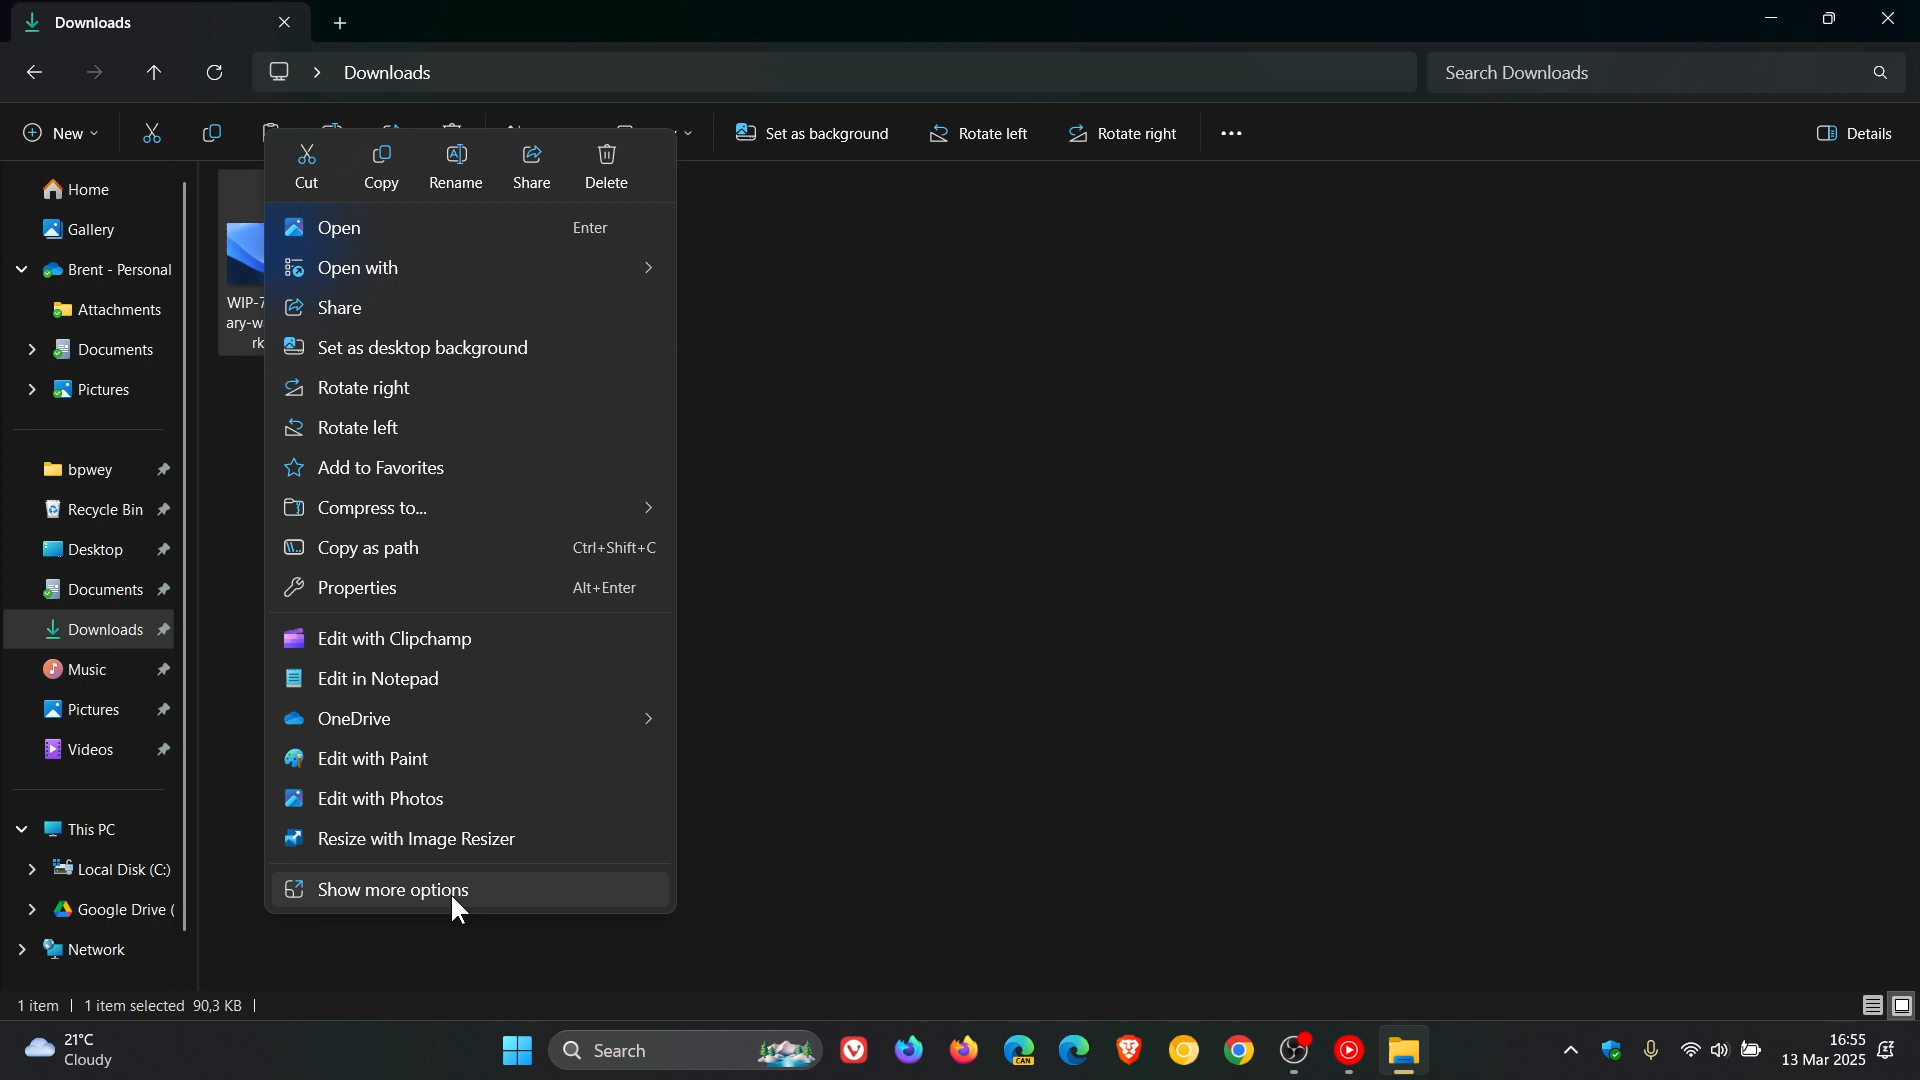 Downloads
Downloads
Search Downloads
New
Set as background
Rotate left
Rotate right
Details
Cut
Copy
Rename
Share
Delete
Home
Gallery
Brent - Personal
Attachments
Documents
Pictures
bpwey
Recycle Bin
Desktop
Documents
Downloads
Music
Pictures
Videos
This PC
Local Disk (C:)
Google Drive (
Network
WIP-7
ary-w
rk
Open Enter
Open with
Share
Set as desktop background
Rotate right
Rotate left
Add to Favorites
Compress to...
Copy as path Ctrl+Shift+C
Properties Alt+Enter
Edit with Clipchamp
Edit in Notepad
OneDrive
Edit with Paint
Edit with Photos
Resize with Image Resizer
Show more options
1 item 1 item selected 90,3 KB
21°C
Cloudy
Search
CAN
16:55
13 Mar 2025